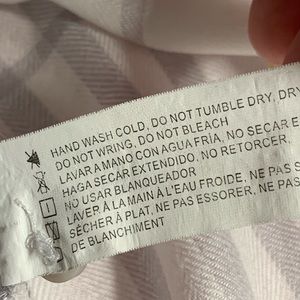 HAND WASH COLD, DO NOT TUMBLE DRY, DRY
DO NOT WRING, DO NOT BLEACH
LAVAR A MANO CON AGUA FRÍA, NO SECAR E
HAGA SECAR EXTENDIDO. NO RETORCER,
NO USAR BLANQUEADOR
LAVER À LA MAIN À L'EAU FROIDE. NE PAS S
SÉCHER À PLAT, NE PAS ESSORER. NE PAS
DE BLANCHIMENT